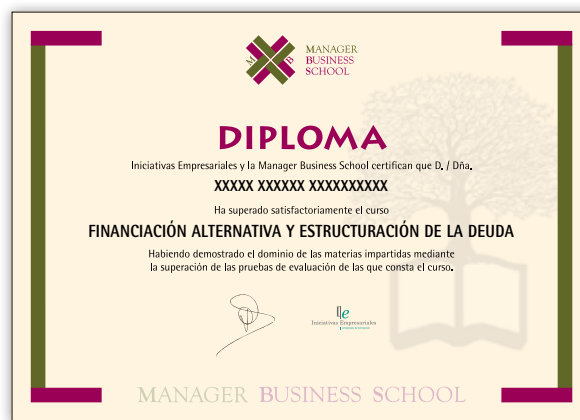 M B
MANAGER
BUSINESS
SCHOOL
DIPLOMA
Iniciativas Empresariales y la Manager Business School certifican que D. / Dña.
XXXXX XXXXXX XXXXXXXXXX
Ha superado satisfactoriamente el curso
FINANCIACIÓN ALTERNATIVA Y ESTRUCTURACIÓN DE LA DEUDA
Habiendo demostrado el dominio de las materias impartidas mediante
la superación de las pruebas de evaluación de las que consta el curso.
Ile
Iniciativas Empresariales
MANAGER BUSINESS SCHOOL